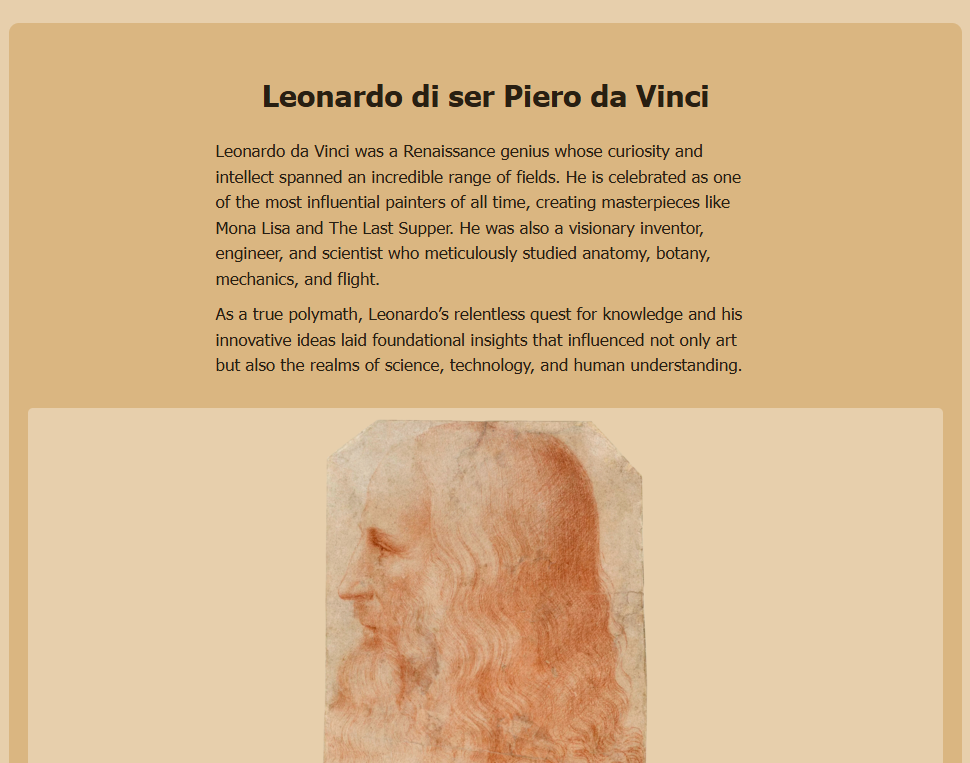 Leonardo di ser Piero da Vinci
Leonardo da Vinci was a Renaissance genius whose curiosity and
intellect spanned an incredible range of fields. He is celebrated as one
of the most influential painters of all time, creating masterpieces like
Mona Lisa and The Last Supper. He was also a visionary inventor,
engineer, and scientist who meticulously studied anatomy, botany,
mechanics, and flight.
As a true polymath, Leonardo’s relentless quest for knowledge and his
innovative ideas laid foundational insights that influenced not only art
but also the realms of science, technology, and human understanding.